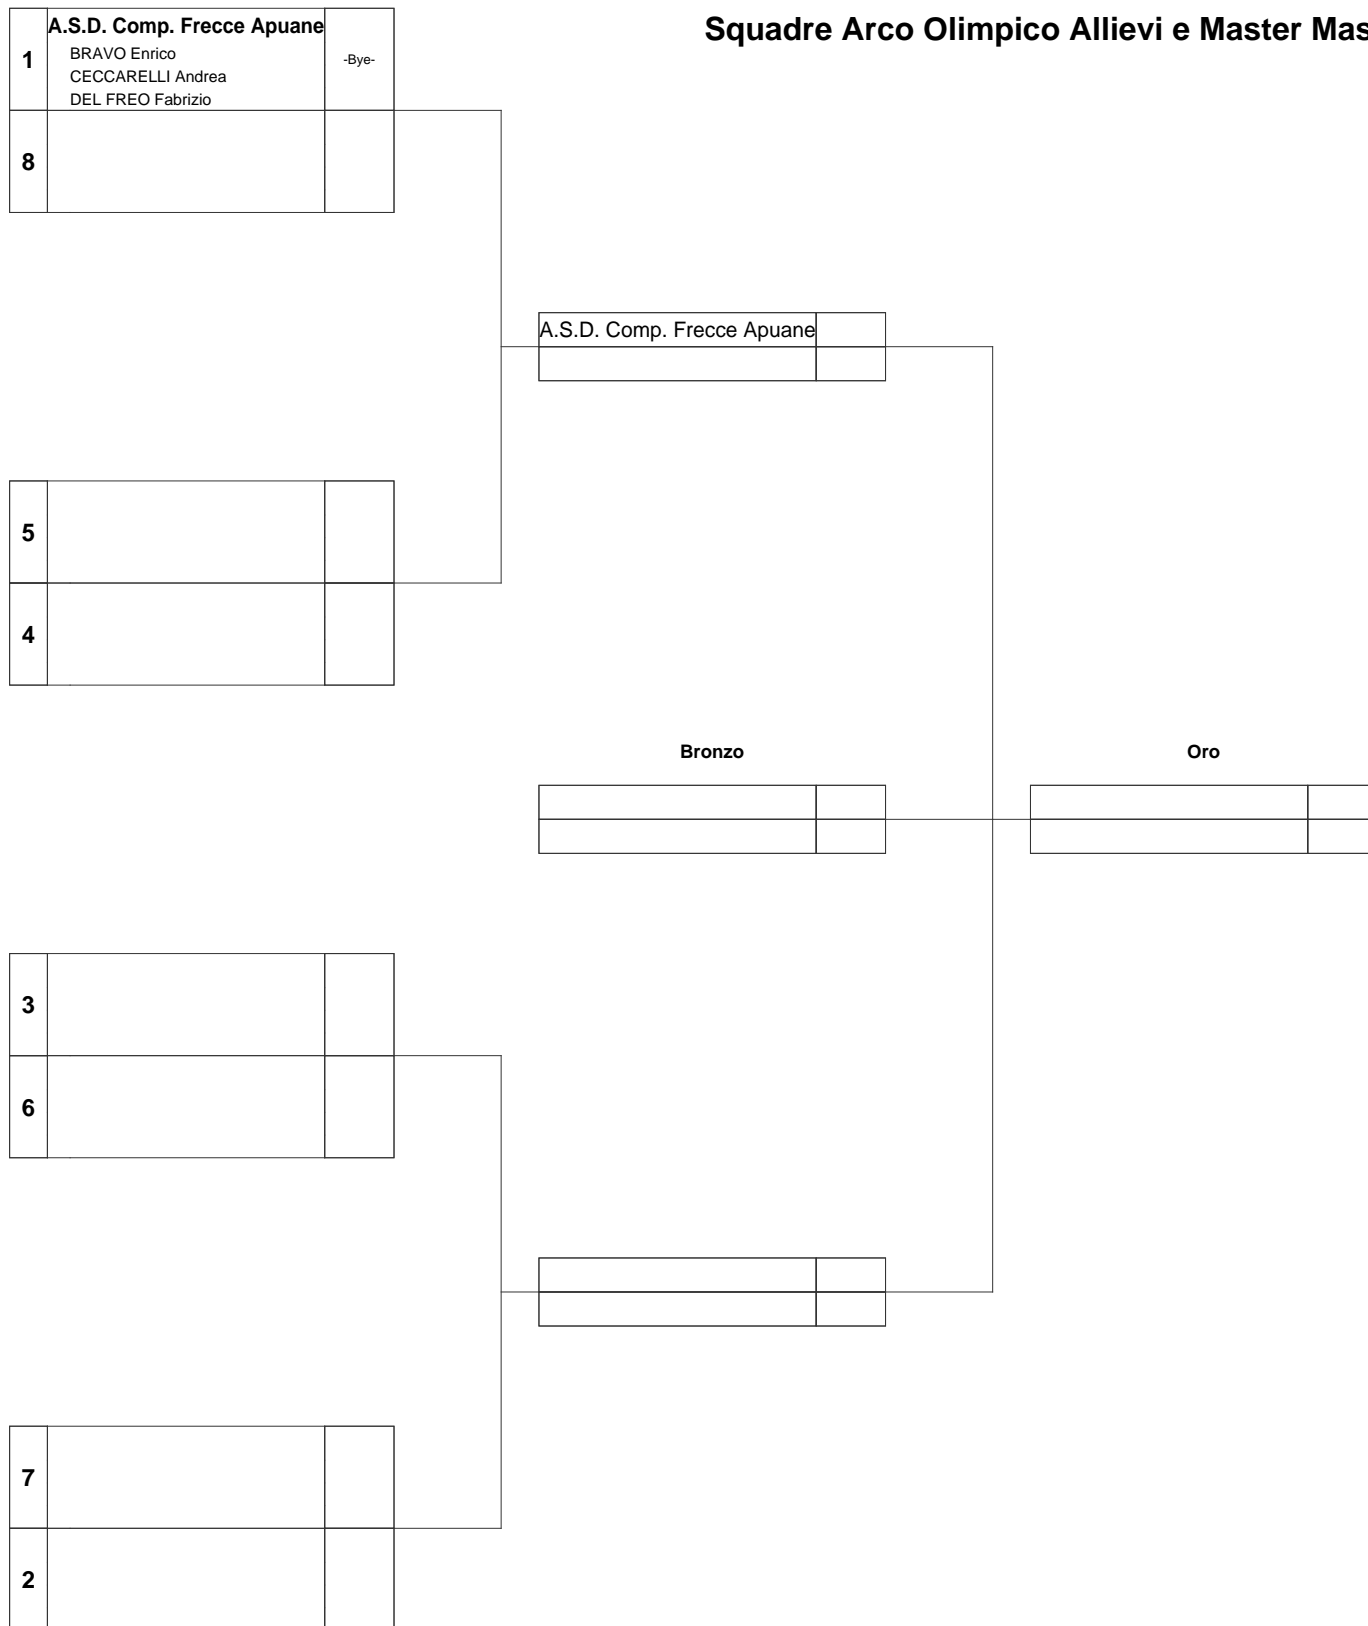 Squadre Arco Olimpico Allievi e Master Mas
1
A.S.D. Comp. Frecce Apuane
BRAVO Enrico
CECCARELLI Andrea
DEL FREO Fabrizio
-Bye-
8
A.S.D. Comp. Frecce Apuane
5
4
Bronzo
Oro
3
6
7
2